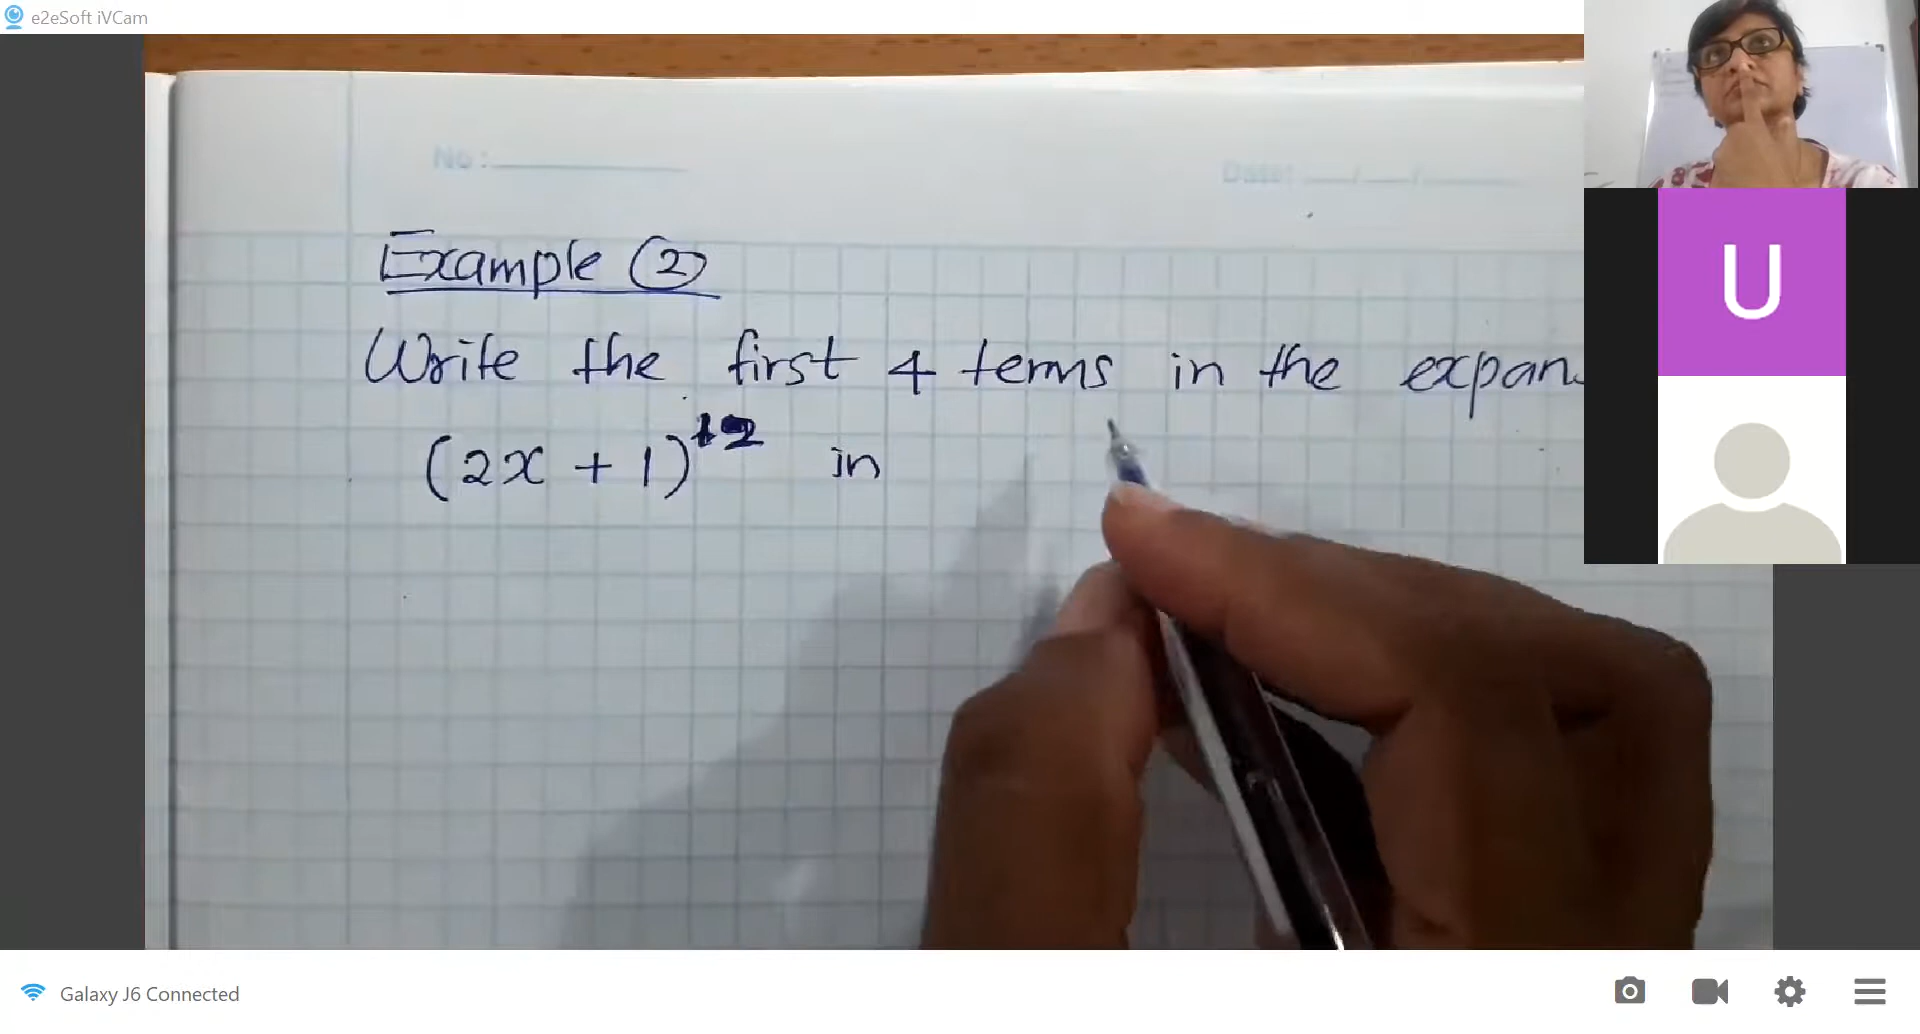 e2eSoft iVCam
No :
Date: / /
Example (2)
Write the first 4 terms in the expan
(2x + 1)^12 in
U
Galaxy J6 Connected